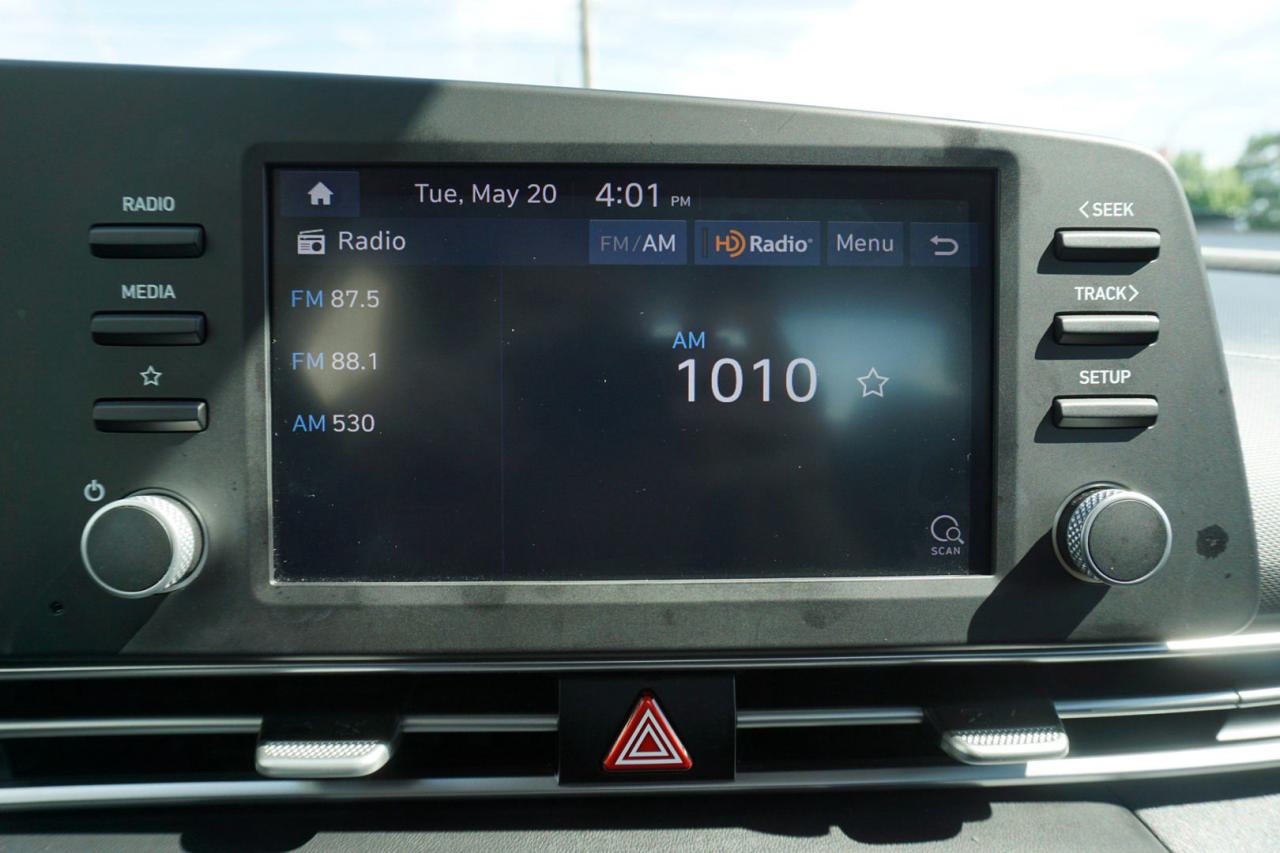 RADIO
MEDIA
Tue, May 20 4:01 PM
Radio FM/AM HD Radio® Menu
FM 87.5
FM 88.1
AM 530
AM
1010
SCAN
<SEEK
TRACK>
SETUP